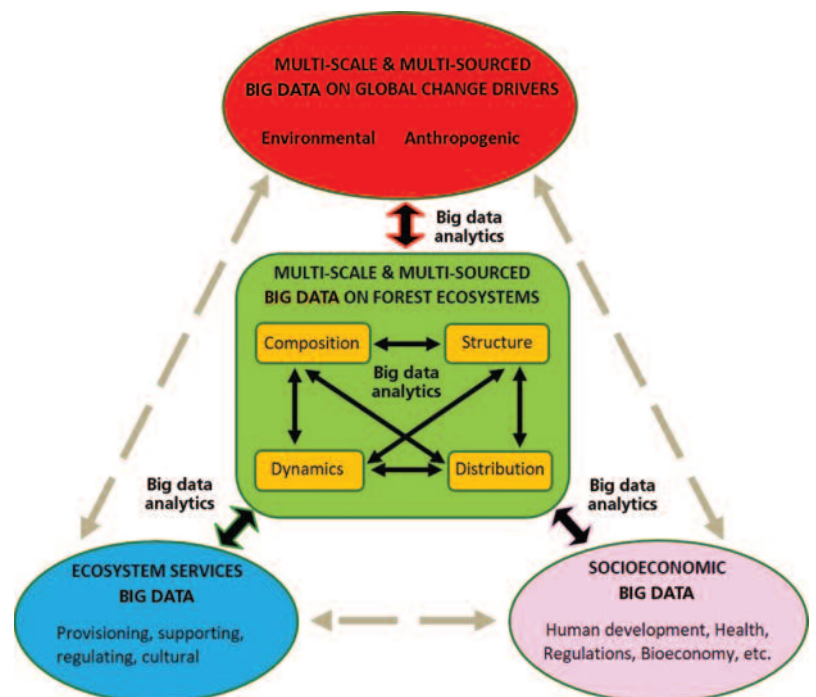 MULTI-SCALE & MULTI-SOURCED
BIG DATA ON GLOBAL CHANGE DRIVERS
Environmental Anthropogenic
Big data
analytics
MULTI-SCALE & MULTI-SOURCED
BIG DATA ON FOREST ECOSYSTEMS
Composition
Structure
Big data
analytics
Dynamics
Distribution
Big data
analytics
Big data
analytics
ECOSYSTEM SERVICES
BIG DATA
Provisioning, supporting,
regulating, cultural
SOCIOECONOMIC
BIG DATA
Human development, Health,
Regulations, Bioeconomy, etc.